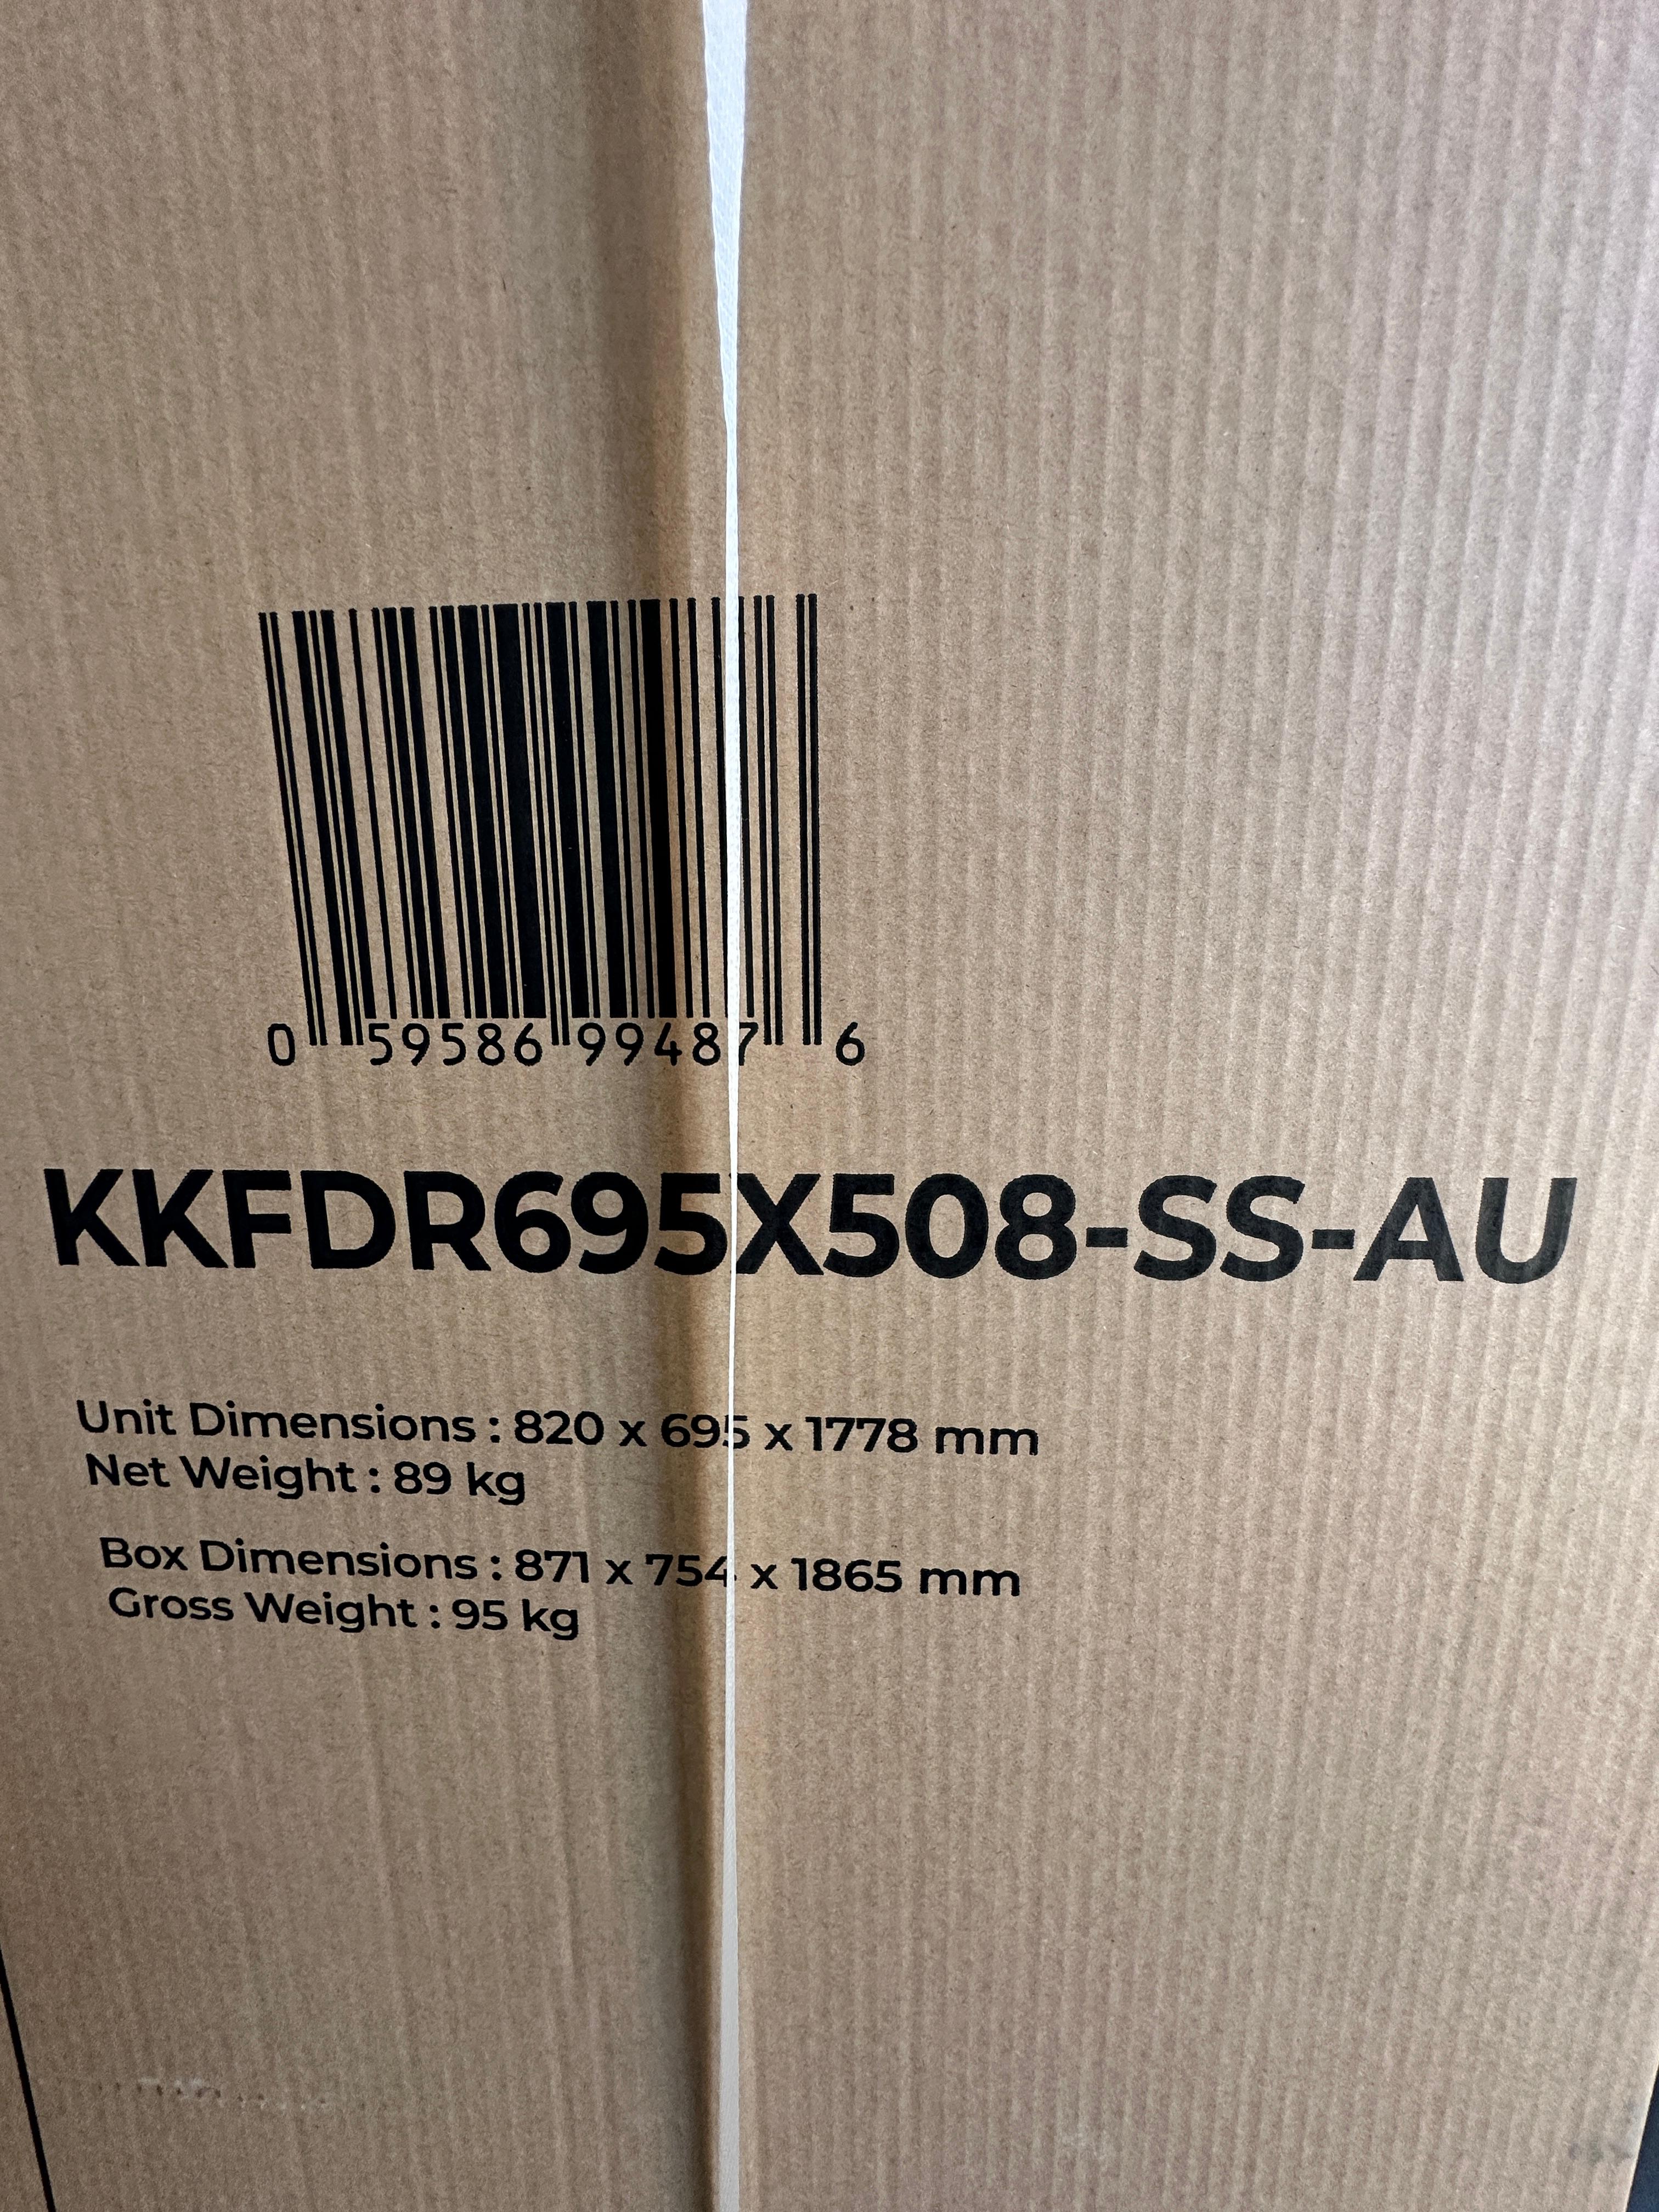 0 59586 99487 6
KKFDR695X508-SS-AU
Unit Dimensions : 820 x 695 x 1778 mm
Net Weight : 89 kg
Box Dimensions : 871 x 754 x 1865 mm
Gross Weight : 95 kg